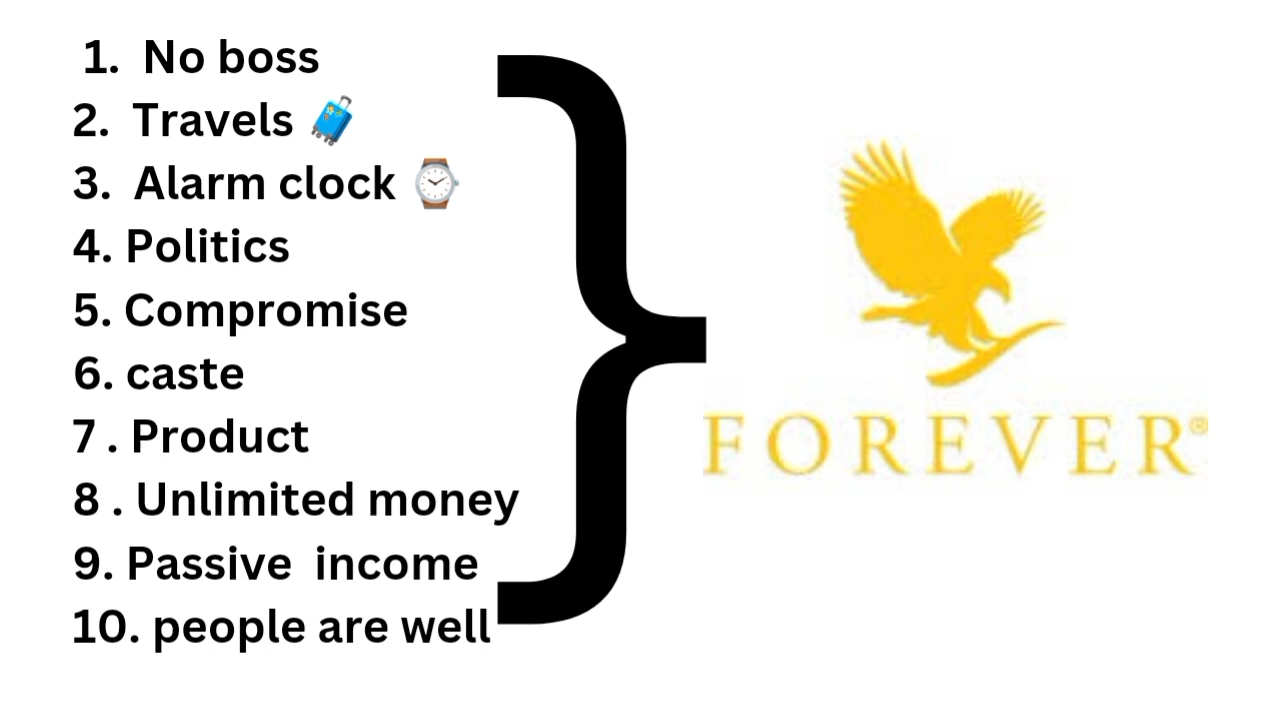 1. No boss
2. Travels 🧳
3. Alarm clock ⌚
4. Politics
5. Compromise
6. caste
7 . Product
8 . Unlimited money
9. Passive income
10. people are well
FOREVER®